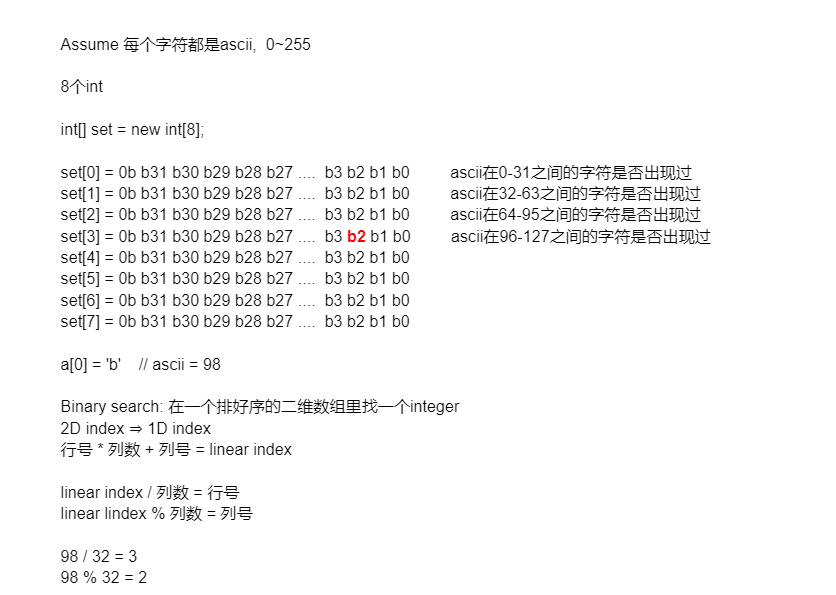 Assume 每个字符都是ascii,  0~255
8个int
int[] set = new int[8];
set[0] = 0b b31 b30 b29 b28 b27 .... b3 b2 b1 b0 ascii在0-31之间的字符是否出现过
set[1] = 0b b31 b30 b29 b28 b27 .... b3 b2 b1 b0 ascii在32-63之间的字符是否出现过
set[2] = 0b b31 b30 b29 b28 b27 .... b3 b2 b1 b0 ascii在64-95之间的字符是否出现过
set[3] = 0b b31 b30 b29 b28 b27 .... b3 b2 b1 b0 ascii在96-127之间的字符是否出现过
set[4] = 0b b31 b30 b29 b28 b27 .... b3 b2 b1 b0
set[5] = 0b b31 b30 b29 b28 b27 .... b3 b2 b1 b0
set[6] = 0b b31 b30 b29 b28 b27 .... b3 b2 b1 b0
set[7] = 0b b31 b30 b29 b28 b27 .... b3 b2 b1 b0
a[0] = 'b' // ascii = 98
Binary search: 在一个排好序的二维数组里找一个integer
2D index ⇒ 1D index
行号 * 列数 + 列号 = linear index
linear index / 列数 = 行号
linear lindex % 列数 = 列号
98 / 32 = 3
98 % 32 = 2